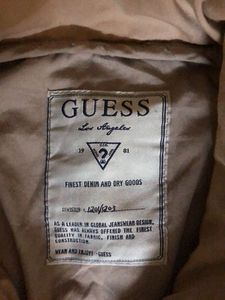 GUESS
Los Angeles
19 ? 81
FINEST DENIM AND DRY GOODS
DIVISION
AS A LEADER IN GLOBAL JEANSWEAR DESIGN,
GUESS HAS ALWAYS OFFERED THE FINEST
QUALITY IN FABRIC, FINISH AND
CONSTRUCTION.
WEAR AND ENJOY! - GUESS